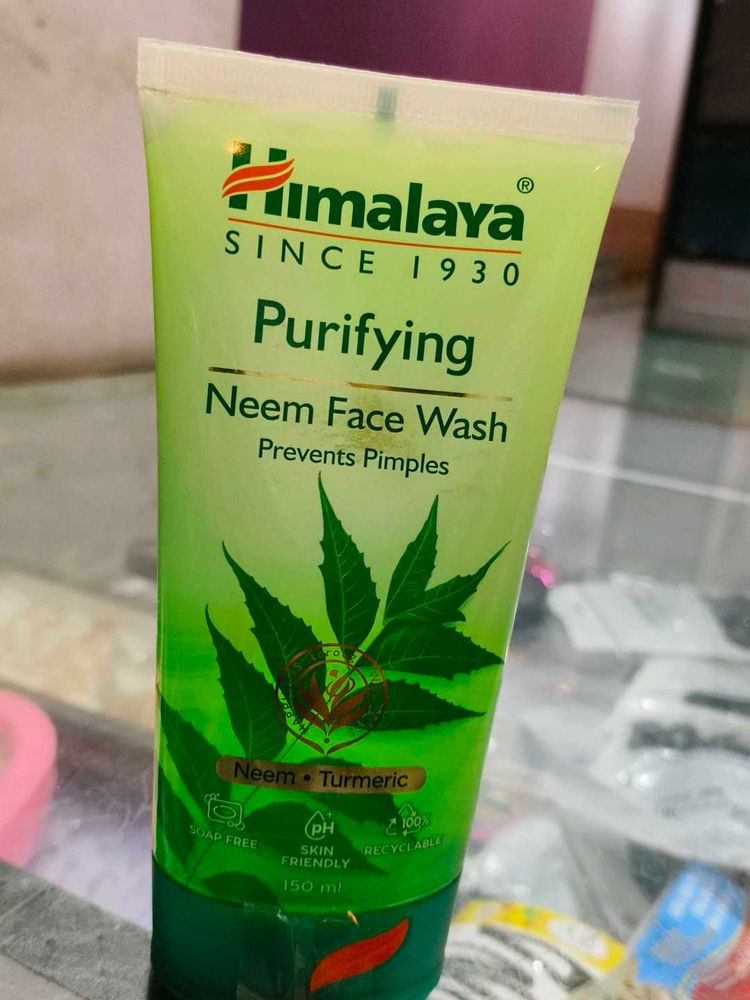 Himalaya®
SINCE 1930
Purifying
Neem Face Wash
Prevents Pimples
Neem • Turmeric
SOAP FREE
pH
SKIN
FRIENDLY
100%
RECYCLABLE
150 ml